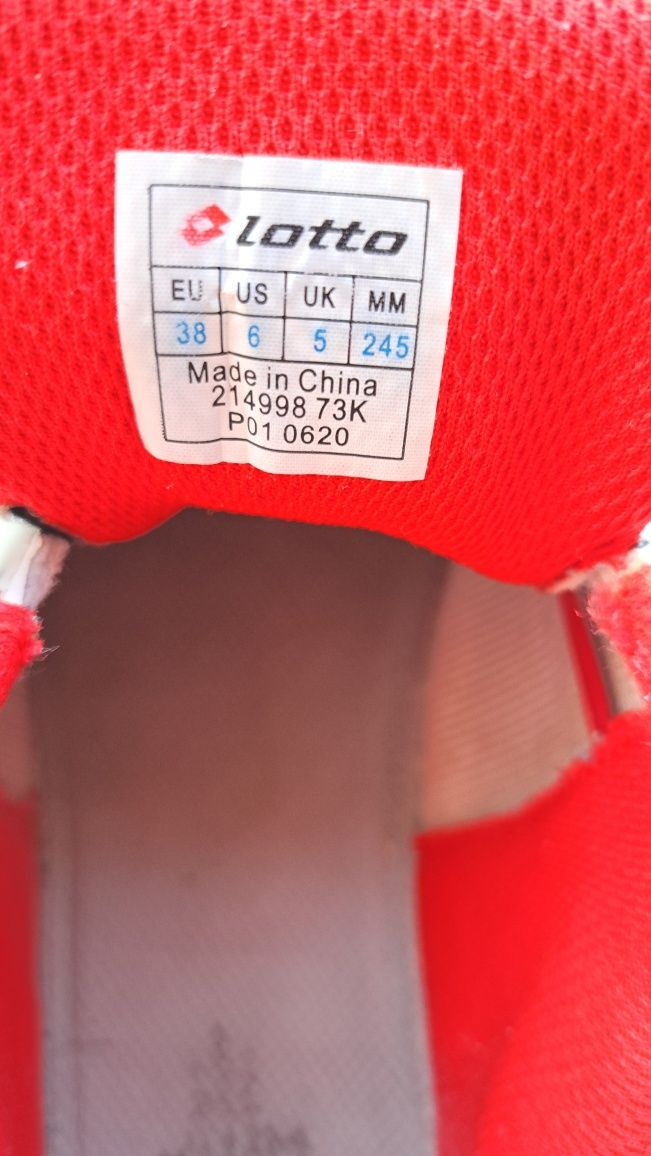 lotto
EU US UK MM
38 6 5 245
Made in China
214998 73K
P01 0620